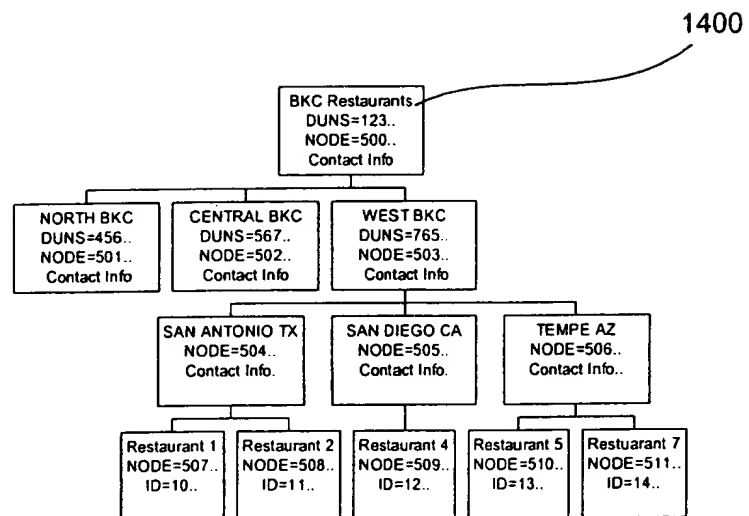 1400
BKC Restaurants
DUNS=123..
NODE=500..
Contact Info
NORTH BKC
DUNS=456..
NODE=501..
Contact Info
CENTRAL BKC
DUNS=567..
NODE=502..
Contact Info
WEST BKC
DUNS=765..
NODE=503..
Contact Info
SAN ANTONIO TX
NODE=504..
Contact Info.
SAN DIEGO CA
NODE=505..
Contact Info.
TEMPE AZ
NODE=506..
Contact Info..
Restaurant 1
NODE=507..
ID=10..
Restaurant 2
NODE=508..
ID=11..
Restaurant 4
NODE=509..
ID=12..
Restaurant 5
NODE=510..
ID=13..
Restuarant 7
NODE=511..
ID=14..